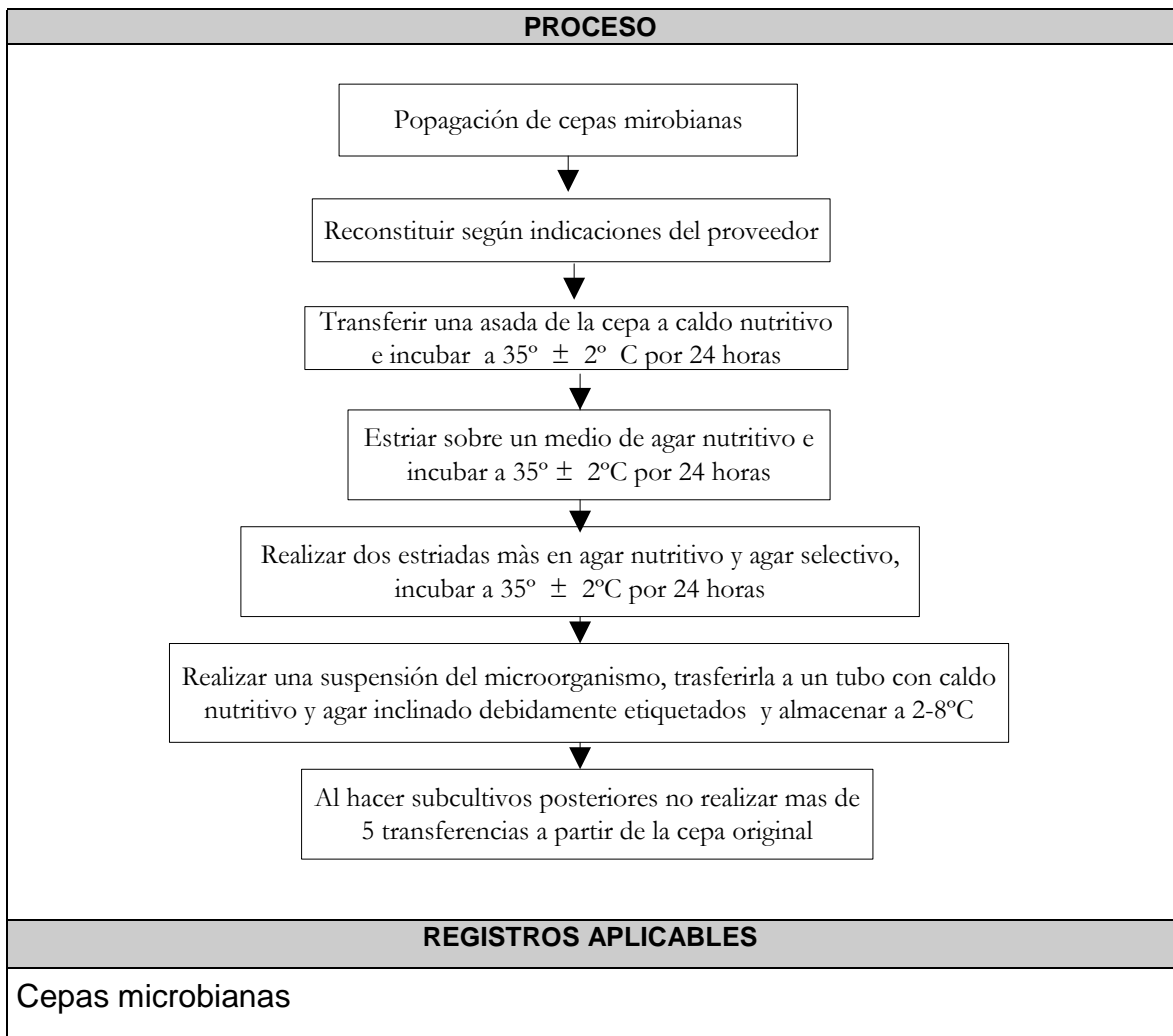 PROCESO
Popagación de cepas mirobianas
Reconstituir según indicaciones del proveedor
Transferir una asada de la cepa a caldo nutritivo
e incubar a 35º ± 2º C por 24 horas
Estriar sobre un medio de agar nutritivo e
incubar a 35º ± 2ºC por 24 horas
Realizar dos estriadas màs en agar nutritivo y agar selectivo,
incubar a 35º ± 2ºC por 24 horas
Realizar una suspensión del microorganismo, trasferirla a un tubo con caldo
nutritivo y agar inclinado debidamente etiquetados y almacenar a 2-8ºC
Al hacer subcultivos posteriores no realizar mas de
5 transferencias a partir de la cepa original
REGISTROS APLICABLES
Cepas microbianas